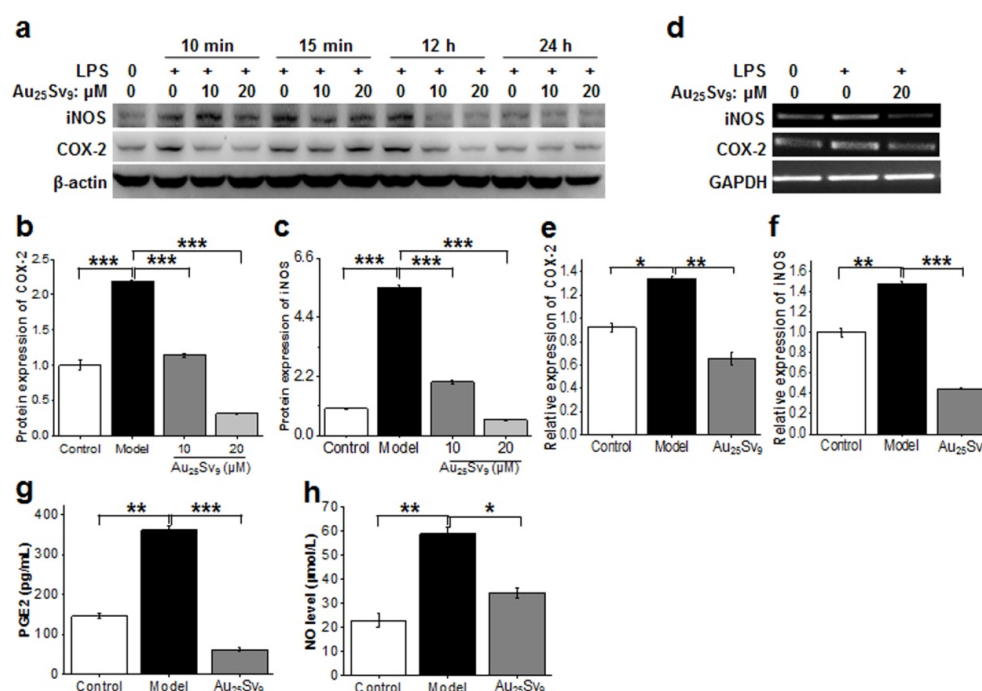 a
10 min 15 min 12 h 24 h
LPS 0 + + + + + + + + + + + +
Au₂₅Sv₉: μM 0 0 10 20 0 10 20 0 10 20 0 10 20
iNOS
COX-2
β-actin
d
LPS 0 + +
Au₂₅Sv₉: μM 0 0 20
iNOS
COX-2
GAPDH
b
Protein expression of COX-2
2.5
2.0
1.5
1.0
0.5
0.0
*** *** ***
Control Model 10 20
Au₂₅Sv₉ (μM)
c
Protein expression of iNOS
6.6
4.4
2.2
0.0
*** *** ***
Control Model 10 20
Au₂₅Sv₉ (μM)
e
Relative expression of COX-2
1.4
1.2
1.0
0.8
0.6
0.4
0.2
0.0
* **
Control Model Au₂₅Sv₉
f
Relative expression of iNOS
1.6
1.4
1.2
1.0
0.8
0.6
0.4
0.2
0.0
** ***
Control Model Au₂₅Sv₉
g
PGE2 (pg/mL)
400
300
200
100
0
** ***
Control Model Au₂₅Sv₉
h
NO level (μmol/L)
70
60
50
40
30
20
10
0
** *
Control Model Au₂₅Sv₉